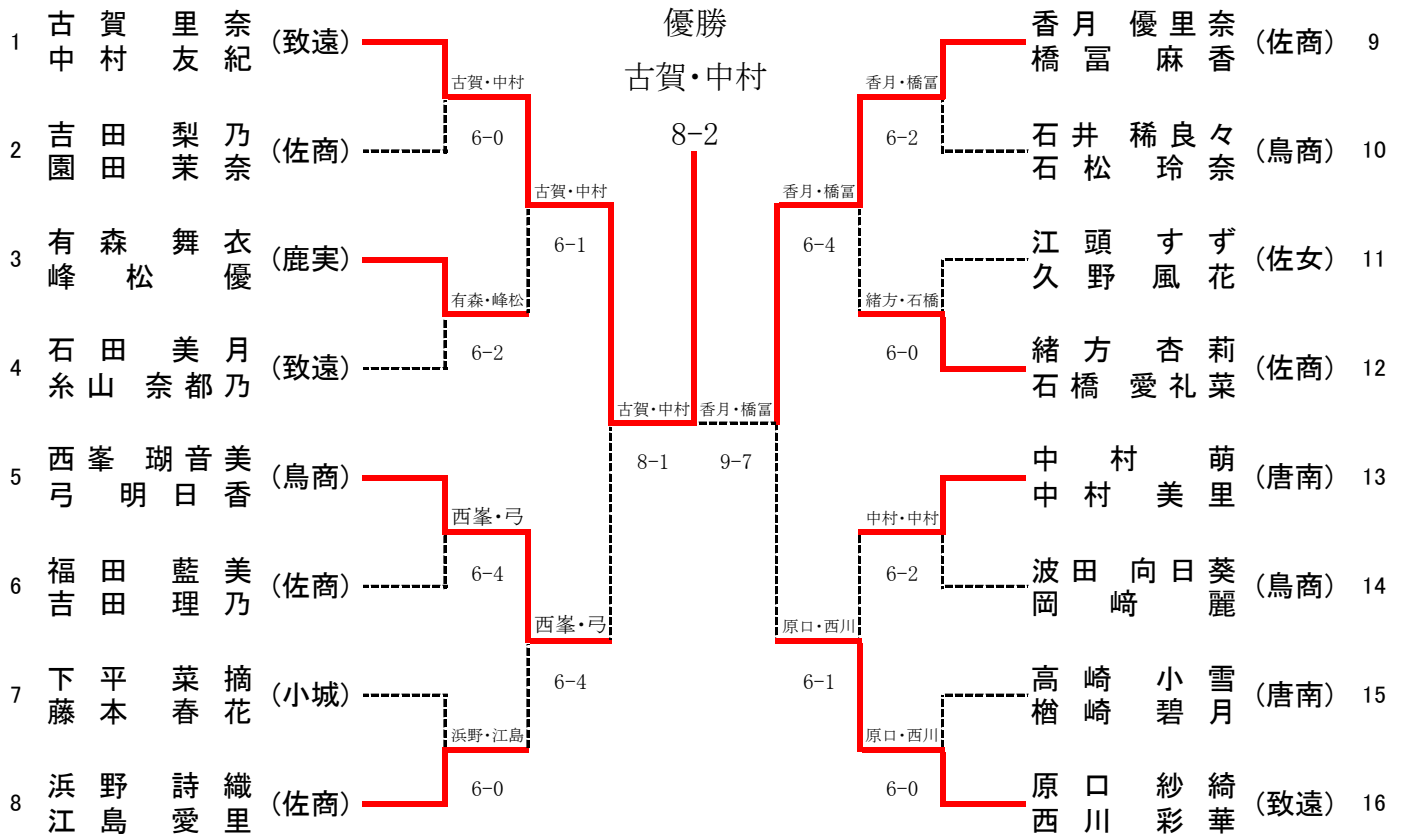 優勝
古賀・中村
8-2
1 古賀里奈 (致遠)
中村友紀
古賀・中村
6-0
2 吉田梨乃 (佐商)
園田茉奈
古賀・中村
6-1
3 有森舞衣 (鹿実)
峰松優
有森・峰松
6-2
4 石田美月 (致遠)
糸山奈都乃
古賀・中村
8-1
5 西峯瑚音美 (鳥商)
弓明日香
西峯・弓
6-4
6 福田藍美 (佐商)
吉田理乃
西峯・弓
6-4
7 下平菜摘 (小城)
藤本春花
浜野・江島
6-0
8 浜野詩織 (佐商)
江島愛里
香月優里奈 (佐商) 9
橋冨麻香
香月・橋冨
6-2
石井稀良々 (鳥商) 10
石松玲奈
香月・橋冨
6-4
江頭すず (佐女) 11
久野風花
緒方・石橋
6-0
緒方杏莉 (佐商) 12
石橋愛礼菜
香月・橋冨
9-7
中村萌 (唐南) 13
中村美里
中村・中村
6-2
波田向日葵 (鳥商) 14
岡﨑麗
原口・西川
6-1
高崎小雪 (唐南) 15
楢崎碧月
原口・西川
6-0
原口紗綺 (致遠) 16
西川彩華